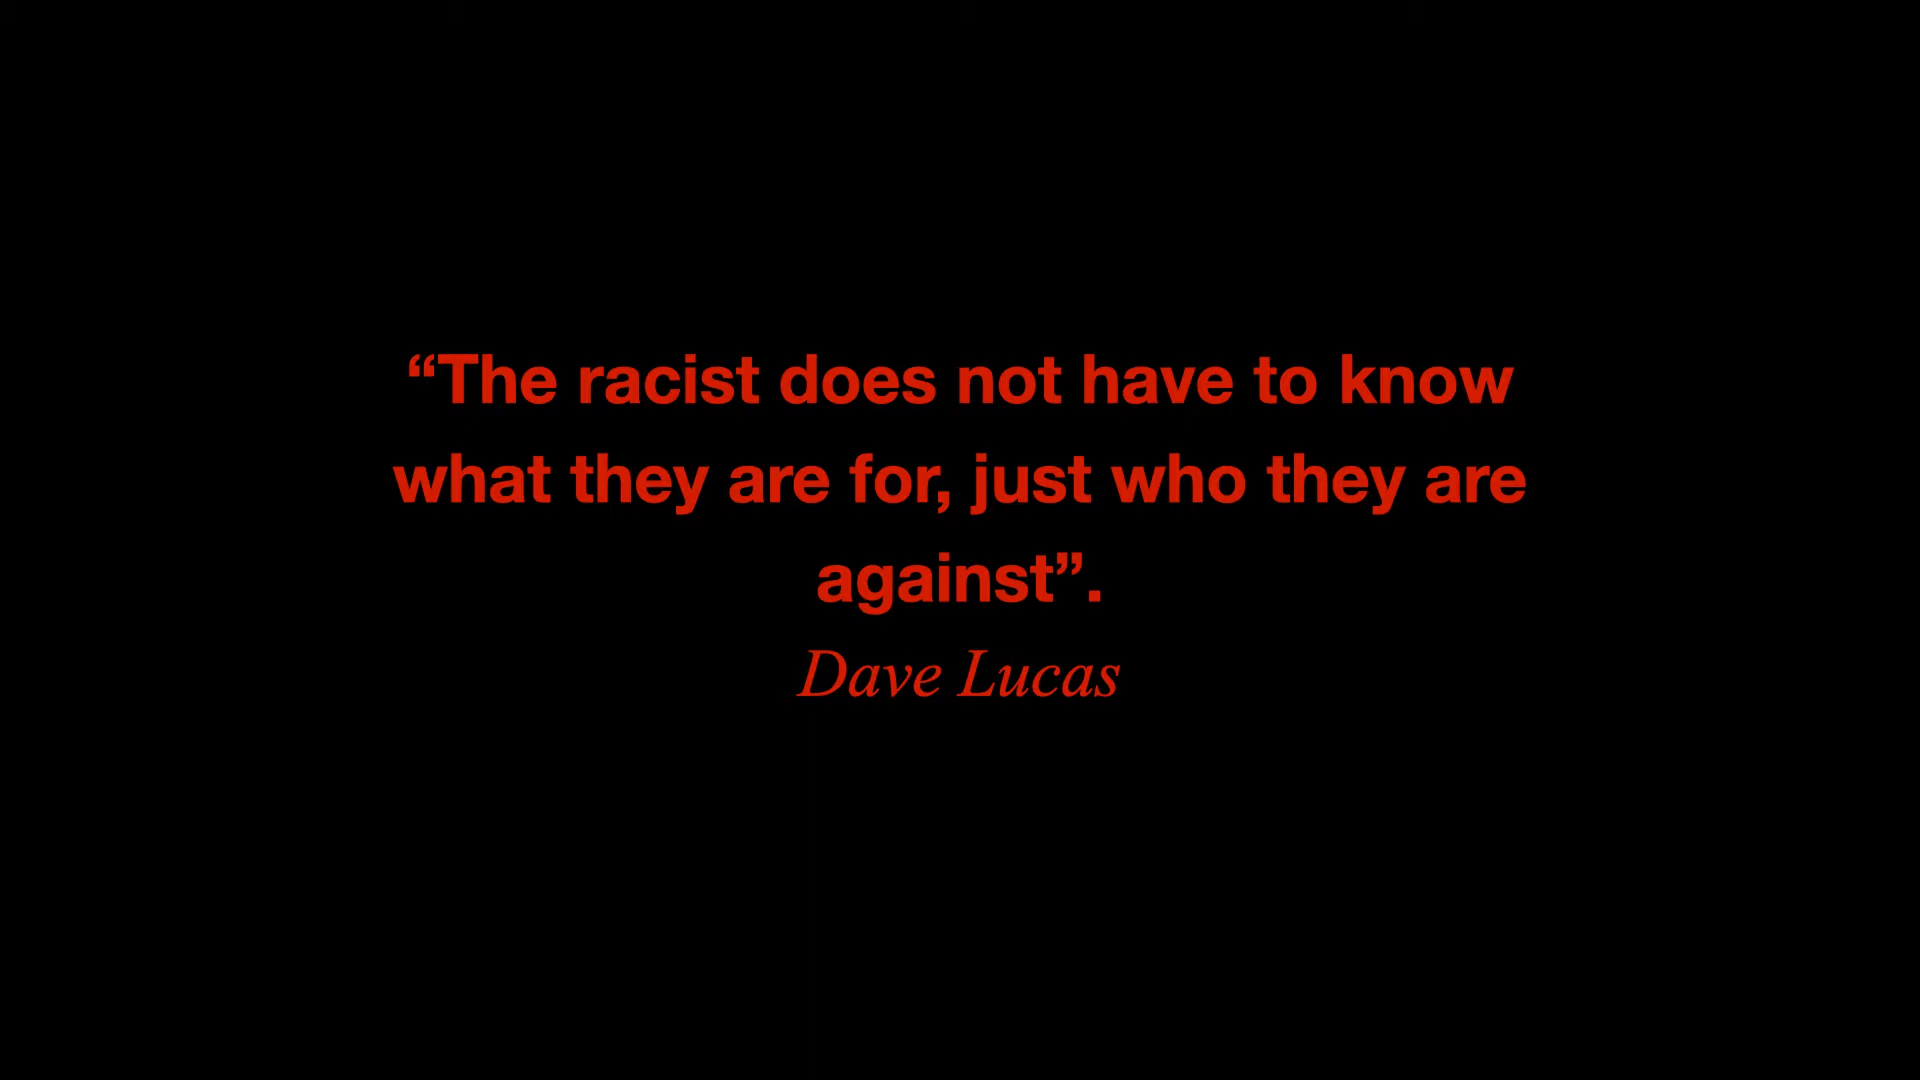 “The racist does not have to know
what they are for, just who they are
against”.
Dave Lucas